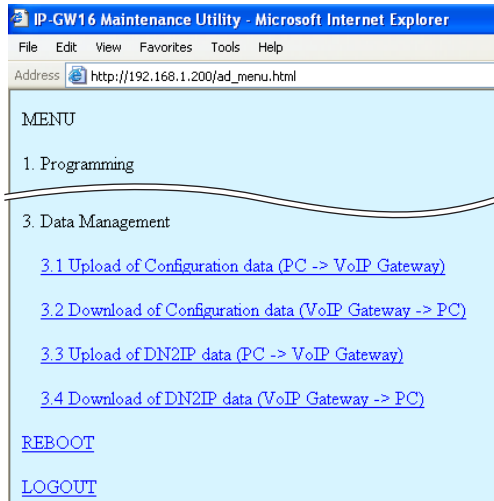 IP-GW16 Maintenance Utility - Microsoft Internet Explorer
File Edit View Favorites Tools Help
Address http://192.168.1.200/ad_menu.html
MENU
1. Programming
3. Data Management
3.1 Upload of Configuration data (PC -> VoIP Gateway)
3.2 Download of Configuration data (VoIP Gateway -> PC)
3.3 Upload of DN2IP data (PC -> VoIP Gateway)
3.4 Download of DN2IP data (VoIP Gateway -> PC)
REBOOT
LOGOUT